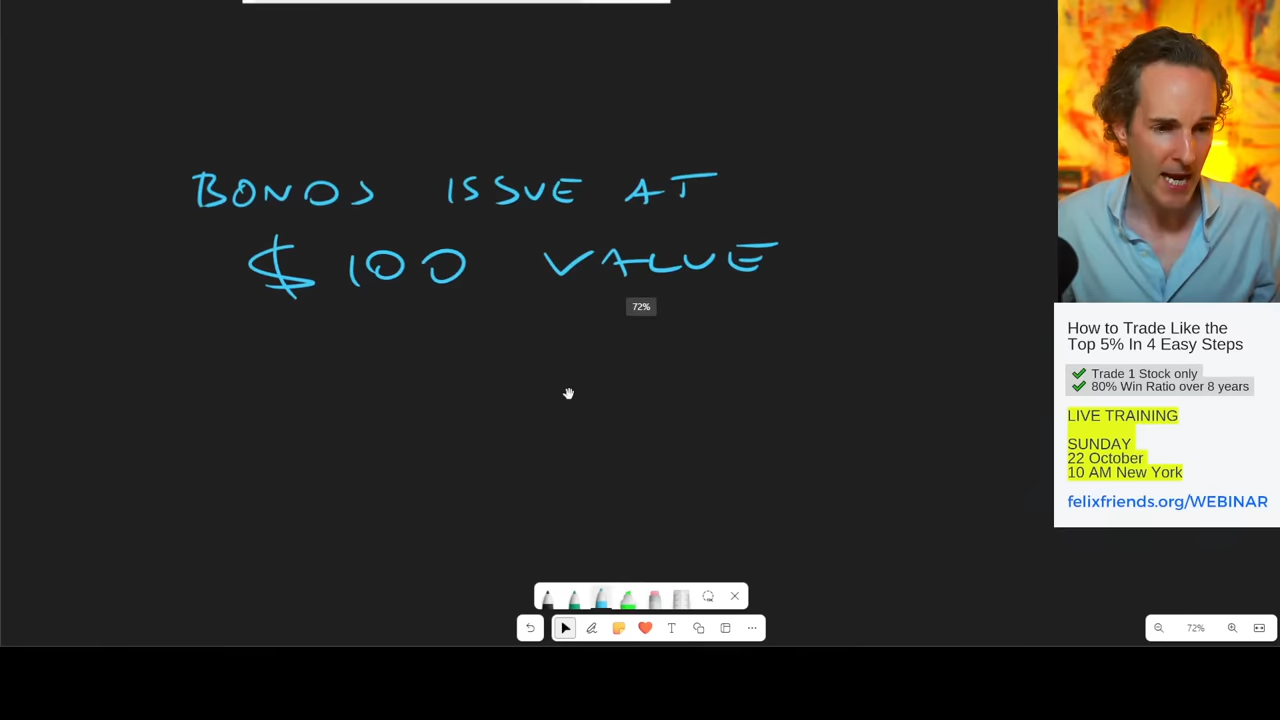 BONDS ISSUE AT
$100 VALUE
72%
How to Trade Like the
Top 5% In 4 Easy Steps
Trade 1 Stock only
80% Win Ratio over 8 years
LIVE TRAINING
SUNDAY
22 October
10 AM New York
felixfriends.org/WEBINAR
72%